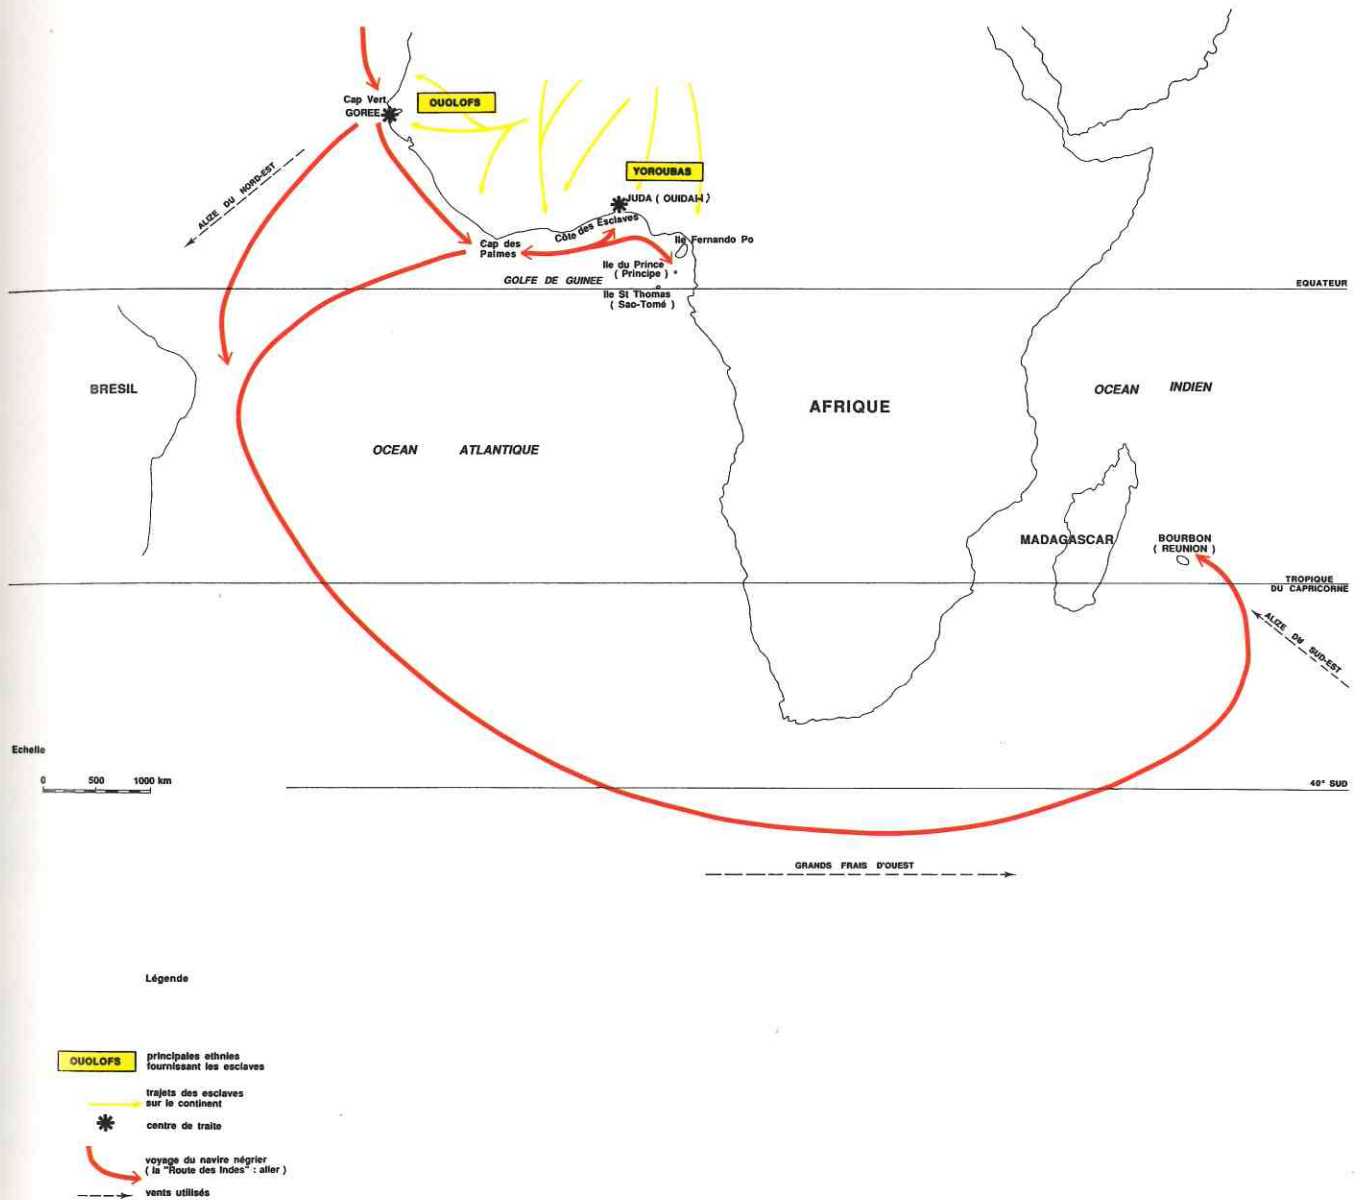 Cap Vert
GOREE
OUOLOFS
ALIZE DU NORD-EST
YOROUBAS
JUDA ( OUIDAH )
Côte des Esclaves
Cap des
Palmes
Ile Fernando Po
Ile du Prince
( Principe )
GOLFE DE GUINEE
Ile St Thomas
( Sao-Tomé )
EQUATEUR
BRESIL
AFRIQUE
OCEAN INDIEN
OCEAN ATLANTIQUE
MADAGASCAR
BOURBON
( REUNION )
TROPIQUE
DU CAPRICORNE
ALIZE DU SUD-EST
Echelle
0 500 1000 km
40° SUD
GRANDS FRAIS D'OUEST
Légende
OUOLOFS
principales ethnies
fournissant les esclaves
trajets des esclaves
sur le continent
centre de traite
voyage du navire négrier
( la "Route des Indes" : aller )
vents utilisés